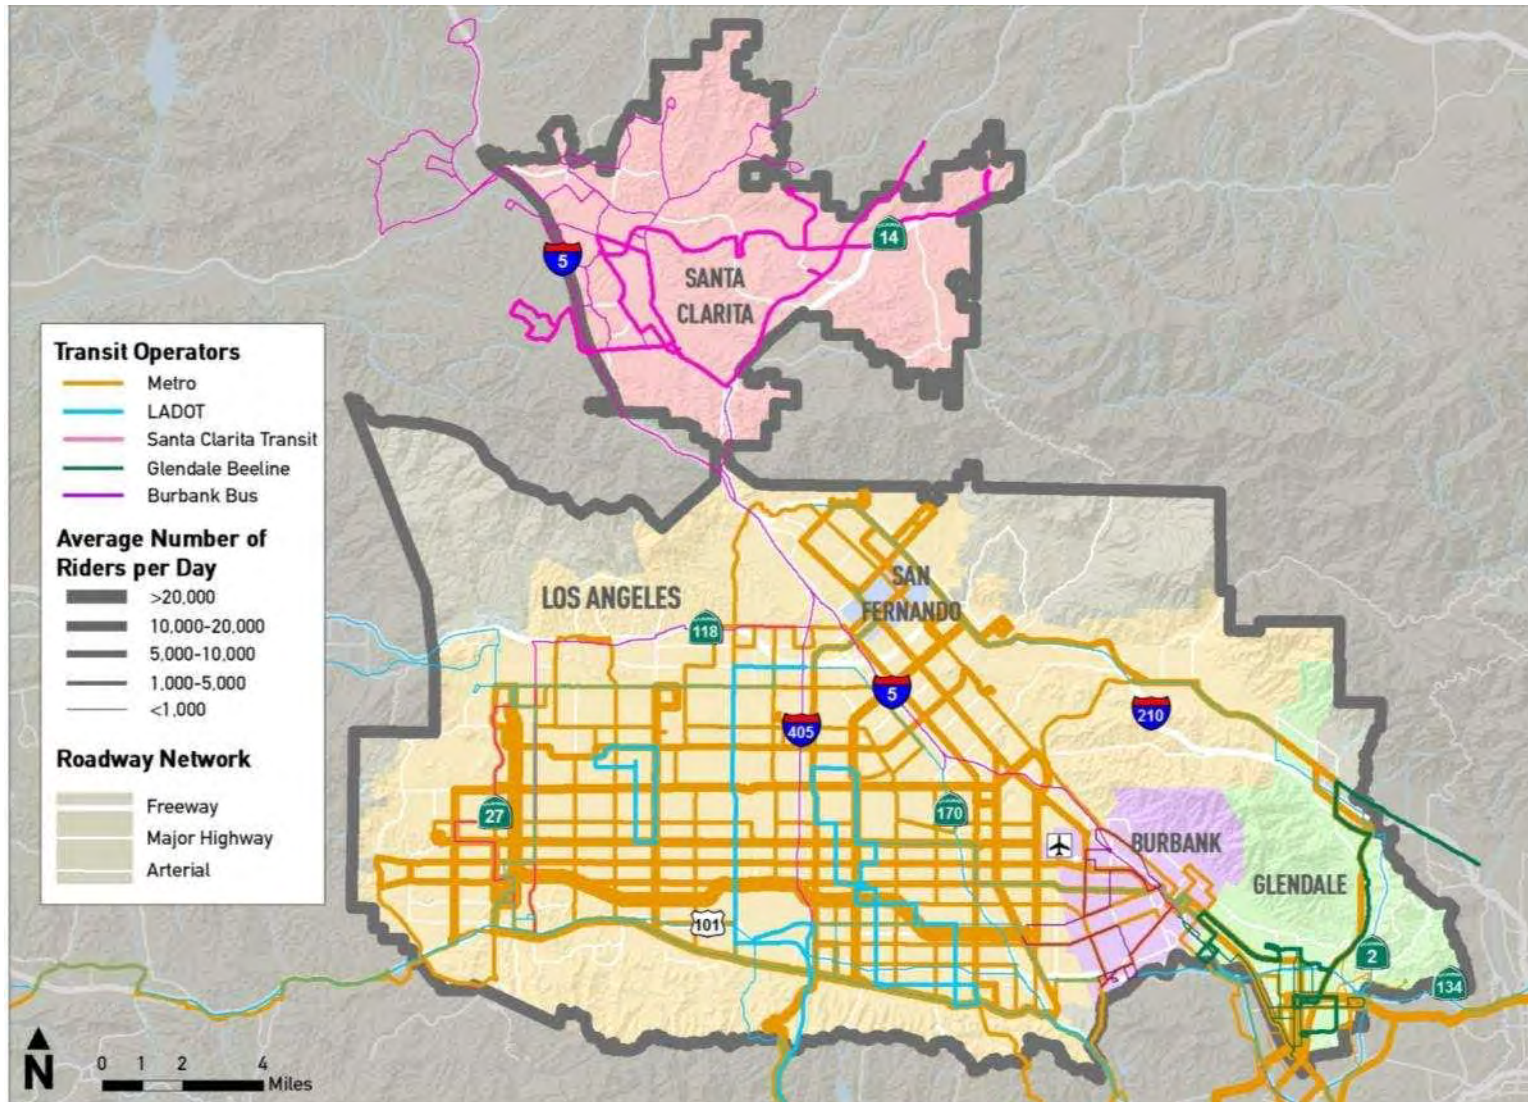 14
5
SANTA
CLARITA
Transit Operators
Metro
LADOT
Santa Clarita Transit
Glendale Beeline
Burbank Bus
Average Number of
Riders per Day
>20,000
10,000-20,000
5,000-10,000
1,000-5,000
<1,000
Roadway Network
Freeway
Major Highway
Arterial
LOS ANGELES
SAN
FERNANDO
118
5
405
210
27
170
BURBANK
GLENDALE
101
2
134
N
0 1 2 4
Miles